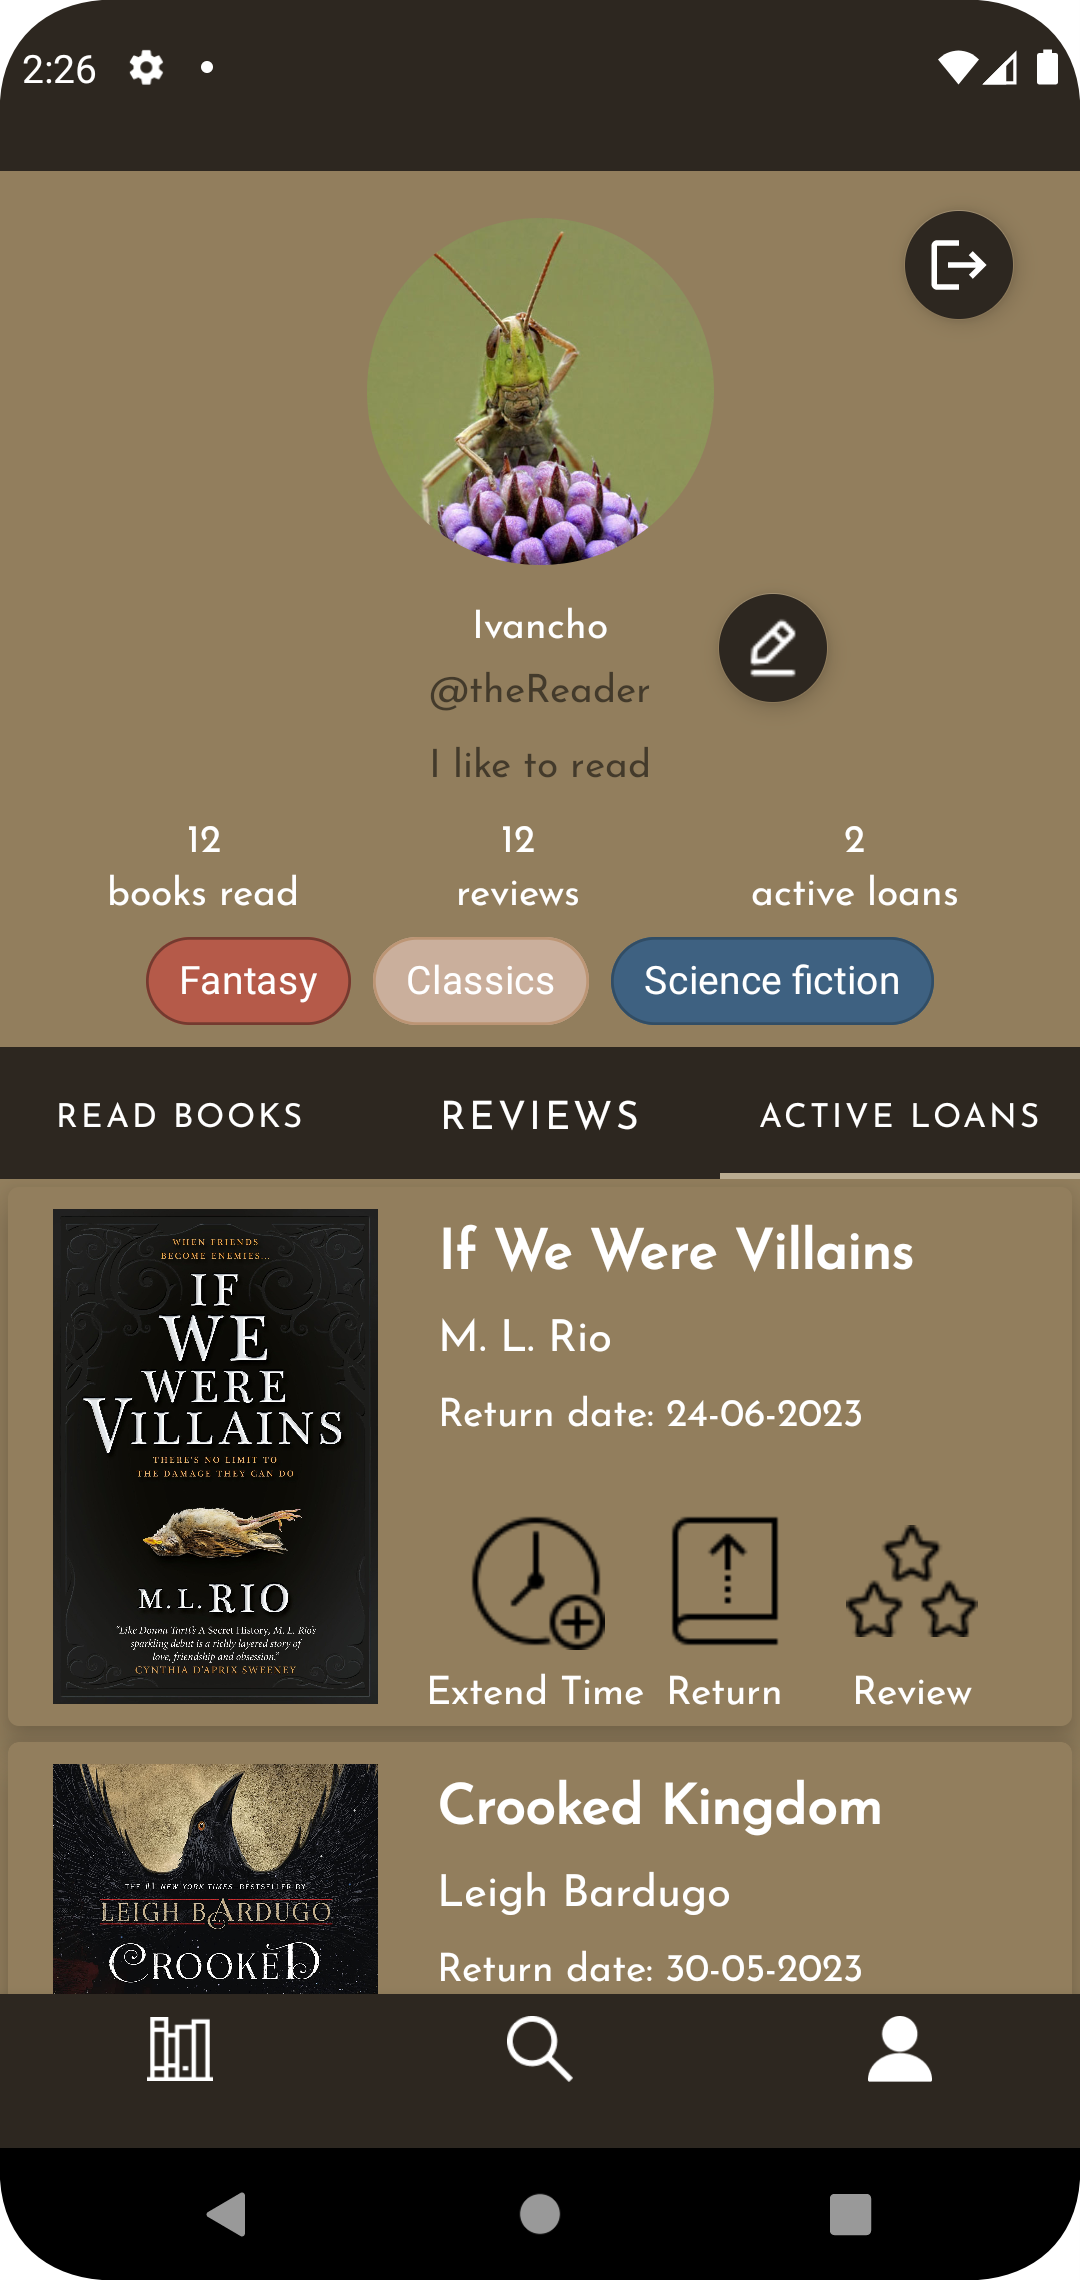 2:26
Ivancho
@theReader
I like to read
12
books read
12
reviews
2
active loans
Fantasy
Classics
Science fiction
READ BOOKS
REVIEWS
ACTIVE LOANS
WHEN FRIENDS
BECOME ENEMIES...
IF
WE
WERE
VILLAINS
THERE'S NO LIMIT TO
THE DAMAGE THEY CAN DO
M. L. RIO
"Like Donna Tartt's A Secret History, M. L. Rio's
sparkling debut is a richly layered story of
love, friendship and obsession."
CYNTHIA D'APRIX SWEENEY
If We Were Villains
M. L. Rio
Return date: 24-06-2023
Extend Time
Return
Review
THE #1 NEW YORK TIMES BESTSELLER BY
LEIGH BARDUGO
CROOKED
Crooked Kingdom
Leigh Bardugo
Return date: 30-05-2023